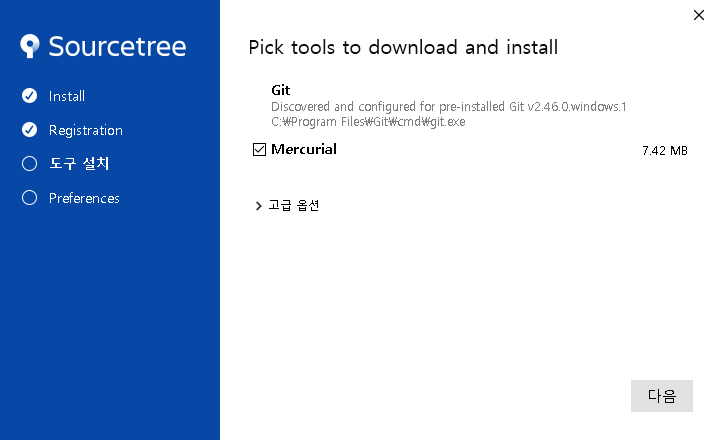 Sourcetree
Install
Registration
도구 설치
Preferences
Pick tools to download and install
Git
Discovered and configured for pre-installed Git v2.46.0.windows.1
C:₩Program Files₩Git₩cmd₩git.exe
Mercurial 7.42 MB
고급 옵션
다음